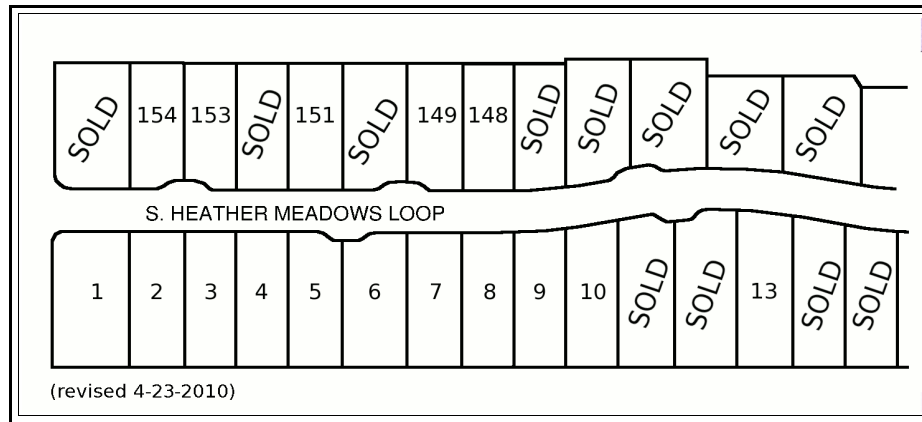 SOLD 154 153 SOLD 151 SOLD 149 148 SOLD SOLD SOLD SOLD SOLD
S. HEATHER MEADOWS LOOP
1 2 3 4 5 6 7 8 9 10 SOLD SOLD 13 SOLD SOLD
(revised 4-23-2010)